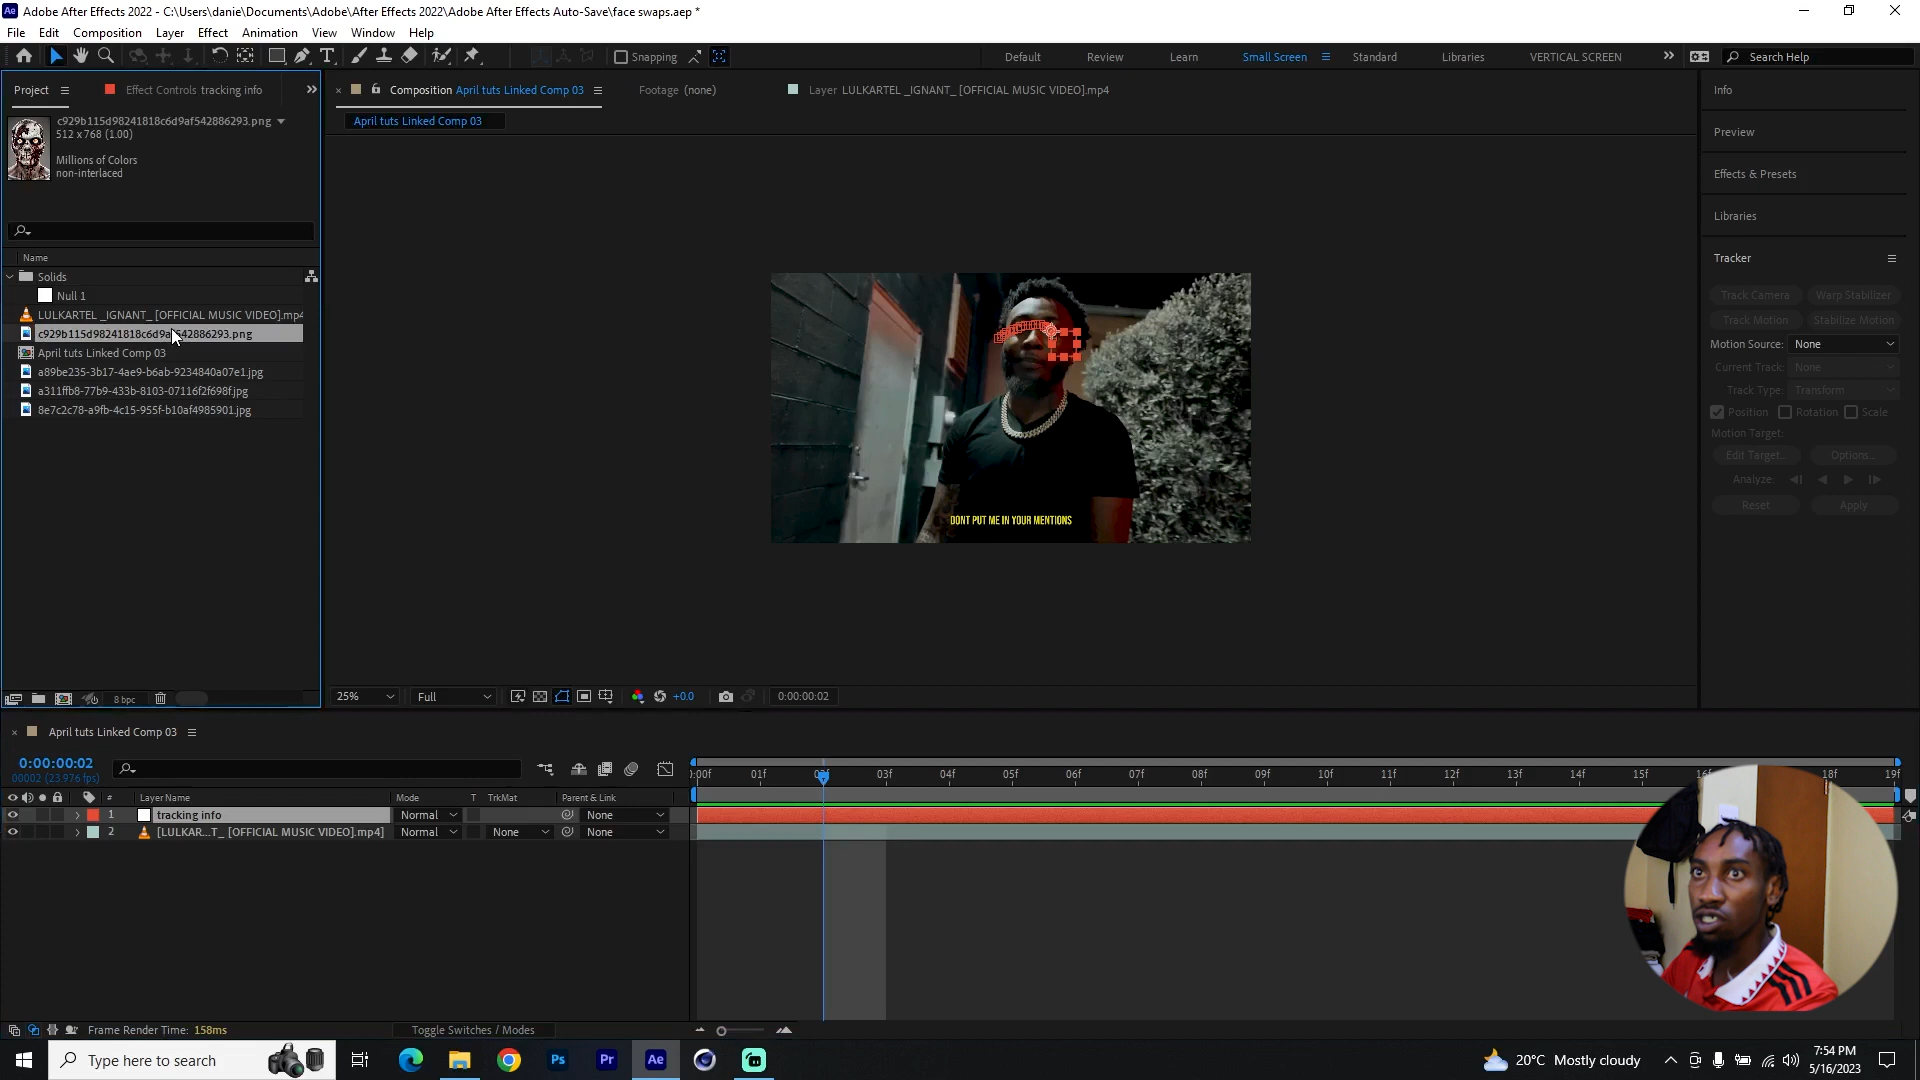 Adobe After Effects 2022 - C:\Users\danie\Documents\Adobe\After Effects 2022\Adobe After Effects Auto-Save\face swaps.aep *
File Edit Composition Layer Effect Animation View Window Help
Snapping
Default Review Learn Small Screen Standard Libraries VERTICAL SCREEN Search Help
Project Effect Controls tracking info
Composition April tuts Linked Comp 03 Footage (none) Layer LULKARTEL _IGNANT_ [OFFICIAL MUSIC VIDEO].mp4
April tuts Linked Comp 03
c929b115d98241818c6d9af542886293.png
512 x 768 (1.00)
Millions of Colors
non-interlaced
Name
Solids
Null 1
LULKARTEL _IGNANT_ [OFFICIAL MUSIC VIDEO].mp4
c929b115d98241818c6d9af542886293.png
April tuts Linked Comp 03
a89be235-3b17-4ae9-b6ab-9234840a07e1.jpg
a311ffb8-77b9-433b-8103-07116f2f698f.jpg
8e7c2c78-a9fb-4c15-955f-b10af4985901.jpg
8 bpc
DONT PUT ME IN YOUR MENTIONS
25% Full +0.0 0:00:00:02
Info
Preview
Effects & Presets
Libraries
Tracker
Track Camera Warp Stabilizer
Track Motion Stabilize Motion
Motion Source: None
Current Track: None
Track Type: Transform
Position Rotation Scale
Motion Target:
Edit Target... Options...
Analyze:
Reset Apply
April tuts Linked Comp 03
0:00:00:02
00002 (23.976 fps)
# Layer Name Mode T TrkMat Parent & Link
1 tracking info Normal None
2 [LULKAR...T_ [OFFICIAL MUSIC VIDEO].mp4] Normal None None
):00f 01f 02f 03f 04f 05f 06f 07f 08f 09f 10f 11f 12f 13f 14f 15f 18f 19f
Frame Render Time: 158ms Toggle Switches / Modes
Type here to search
Ps Pr Ae
20°C Mostly cloudy
7:54 PM
5/16/2023